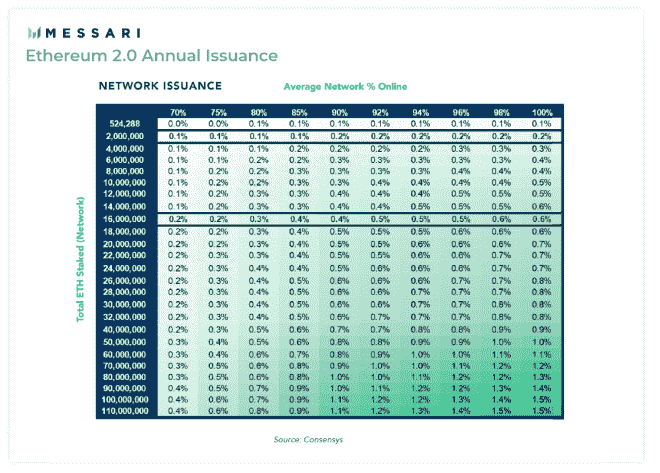 MESSARI
Ethereum 2.0 Annual Issuance
NETWORK ISSUANCE Average Network % Online
70% 75% 80% 85% 90% 92% 94% 96% 98% 100%
524,288 0.0% 0.0% 0.1% 0.1% 0.1% 0.1% 0.1% 0.1% 0.1% 0.1%
2,000,000 0.1% 0.1% 0.1% 0.1% 0.2% 0.2% 0.2% 0.2% 0.2% 0.2%
4,000,000 0.1% 0.1% 0.1% 0.2% 0.2% 0.2% 0.2% 0.3% 0.3% 0.3%
6,000,000 0.1% 0.1% 0.2% 0.2% 0.3% 0.3% 0.3% 0.3% 0.3% 0.4%
8,000,000 0.1% 0.2% 0.2% 0.3% 0.3% 0.3% 0.3% 0.4% 0.4% 0.4%
10,000,000 0.1% 0.2% 0.2% 0.3% 0.3% 0.4% 0.4% 0.4% 0.4% 0.5%
12,000,000 0.1% 0.2% 0.3% 0.3% 0.4% 0.4% 0.4% 0.5% 0.5% 0.5%
14,000,000 0.1% 0.2% 0.3% 0.3% 0.4% 0.4% 0.5% 0.5% 0.5% 0.6%
16,000,000 0.2% 0.2% 0.3% 0.4% 0.4% 0.5% 0.5% 0.5% 0.6% 0.6%
18,000,000 0.2% 0.2% 0.3% 0.4% 0.5% 0.5% 0.5% 0.6% 0.6% 0.6%
20,000,000 0.2% 0.2% 0.3% 0.4% 0.5% 0.5% 0.6% 0.6% 0.6% 0.7%
22,000,000 0.2% 0.3% 0.3% 0.4% 0.5% 0.5% 0.6% 0.6% 0.7% 0.7%
24,000,000 0.2% 0.3% 0.4% 0.4% 0.5% 0.6% 0.6% 0.6% 0.7% 0.7%
26,000,000 0.2% 0.3% 0.4% 0.5% 0.6% 0.6% 0.6% 0.7% 0.7% 0.8%
28,000,000 0.2% 0.3% 0.4% 0.5% 0.6% 0.6% 0.7% 0.7% 0.7% 0.8%
30,000,000 0.2% 0.3% 0.4% 0.5% 0.6% 0.6% 0.7% 0.7% 0.8% 0.8%
32,000,000 0.2% 0.3% 0.4% 0.5% 0.6% 0.7% 0.7% 0.7% 0.8% 0.8%
40,000,000 0.2% 0.3% 0.5% 0.6% 0.7% 0.7% 0.8% 0.8% 0.9% 0.9%
50,000,000 0.3% 0.4% 0.5% 0.6% 0.8% 0.8% 0.9% 0.9% 1.0% 1.0%
60,000,000 0.3% 0.4% 0.6% 0.7% 0.8% 0.9% 1.0% 1.0% 1.1% 1.1%
70,000,000 0.3% 0.5% 0.6% 0.8% 0.9% 1.0% 1.0% 1.1% 1.2% 1.2%
80,000,000 0.3% 0.5% 0.6% 0.8% 1.0% 1.0% 1.1% 1.2% 1.2% 1.3%
90,000,000 0.4% 0.5% 0.7% 0.9% 1.0% 1.1% 1.2% 1.2% 1.3% 1.4%
100,000,000 0.4% 0.6% 0.7% 0.9% 1.1% 1.2% 1.2% 1.3% 1.4% 1.5%
110,000,000 0.4% 0.6% 0.8% 0.9% 1.1% 1.2% 1.3% 1.4% 1.5% 1.5%
Total ETH Staked (Network)
Source: Consensys